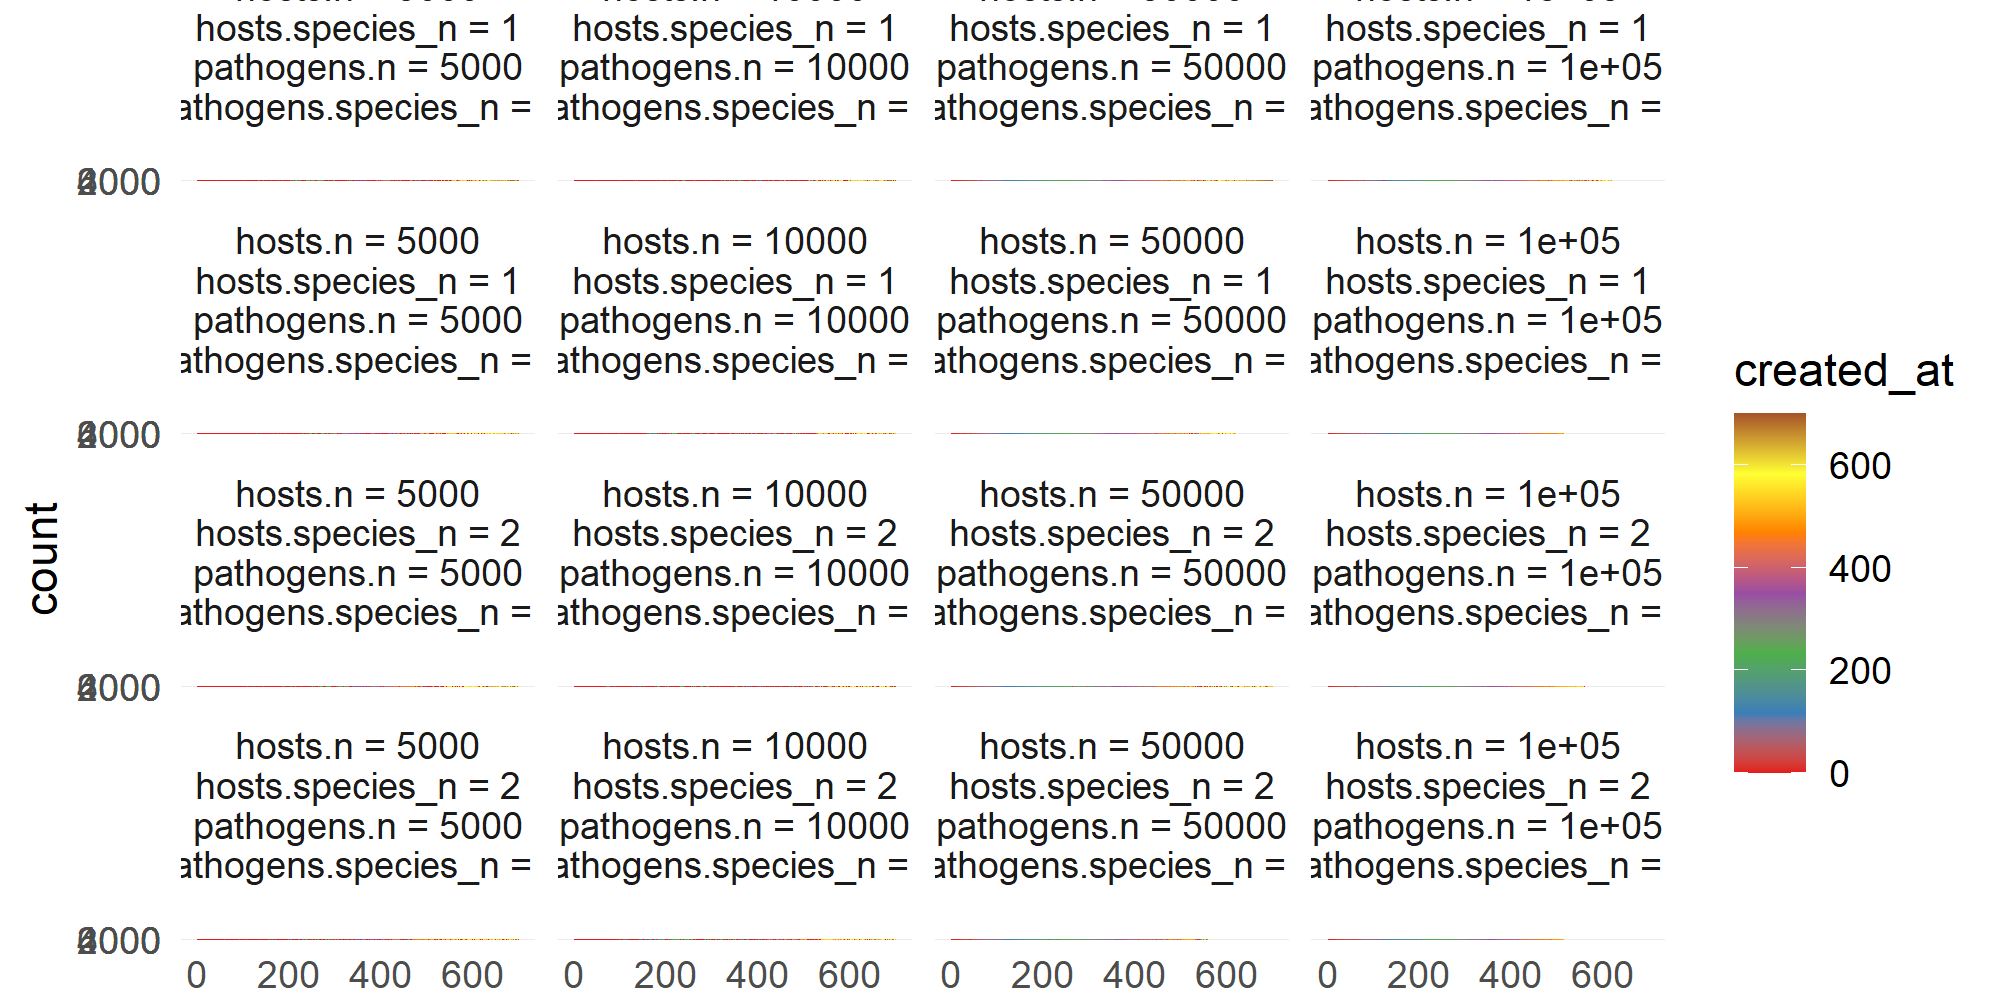 hosts.species_n = 1 hosts.species_n = 1 hosts.species_n = 1 hosts.species_n = 1
pathogens.n = 5000 pathogens.n = 10000 pathogens.n = 50000 pathogens.n = 1e+05
athogens.species_n = athogens.species_n = athogens.species_n = athogens.species_n =
hosts.n = 5000 hosts.n = 10000 hosts.n = 50000 hosts.n = 1e+05
hosts.species_n = 1 hosts.species_n = 1 hosts.species_n = 1 hosts.species_n = 1
pathogens.n = 5000 pathogens.n = 10000 pathogens.n = 50000 pathogens.n = 1e+05
athogens.species_n = athogens.species_n = athogens.species_n = athogens.species_n =
hosts.n = 5000 hosts.n = 10000 hosts.n = 50000 hosts.n = 1e+05
hosts.species_n = 2 hosts.species_n = 2 hosts.species_n = 2 hosts.species_n = 2
pathogens.n = 5000 pathogens.n = 10000 pathogens.n = 50000 pathogens.n = 1e+05
athogens.species_n = athogens.species_n = athogens.species_n = athogens.species_n =
hosts.n = 5000 hosts.n = 10000 hosts.n = 50000 hosts.n = 1e+05
hosts.species_n = 2 hosts.species_n = 2 hosts.species_n = 2 hosts.species_n = 2
pathogens.n = 5000 pathogens.n = 10000 pathogens.n = 50000 pathogens.n = 1e+05
athogens.species_n = athogens.species_n = athogens.species_n = athogens.species_n =
0 200 400 600 0 200 400 600 0 200 400 600 0 200 400 600
count
created_at
600
400
200
0